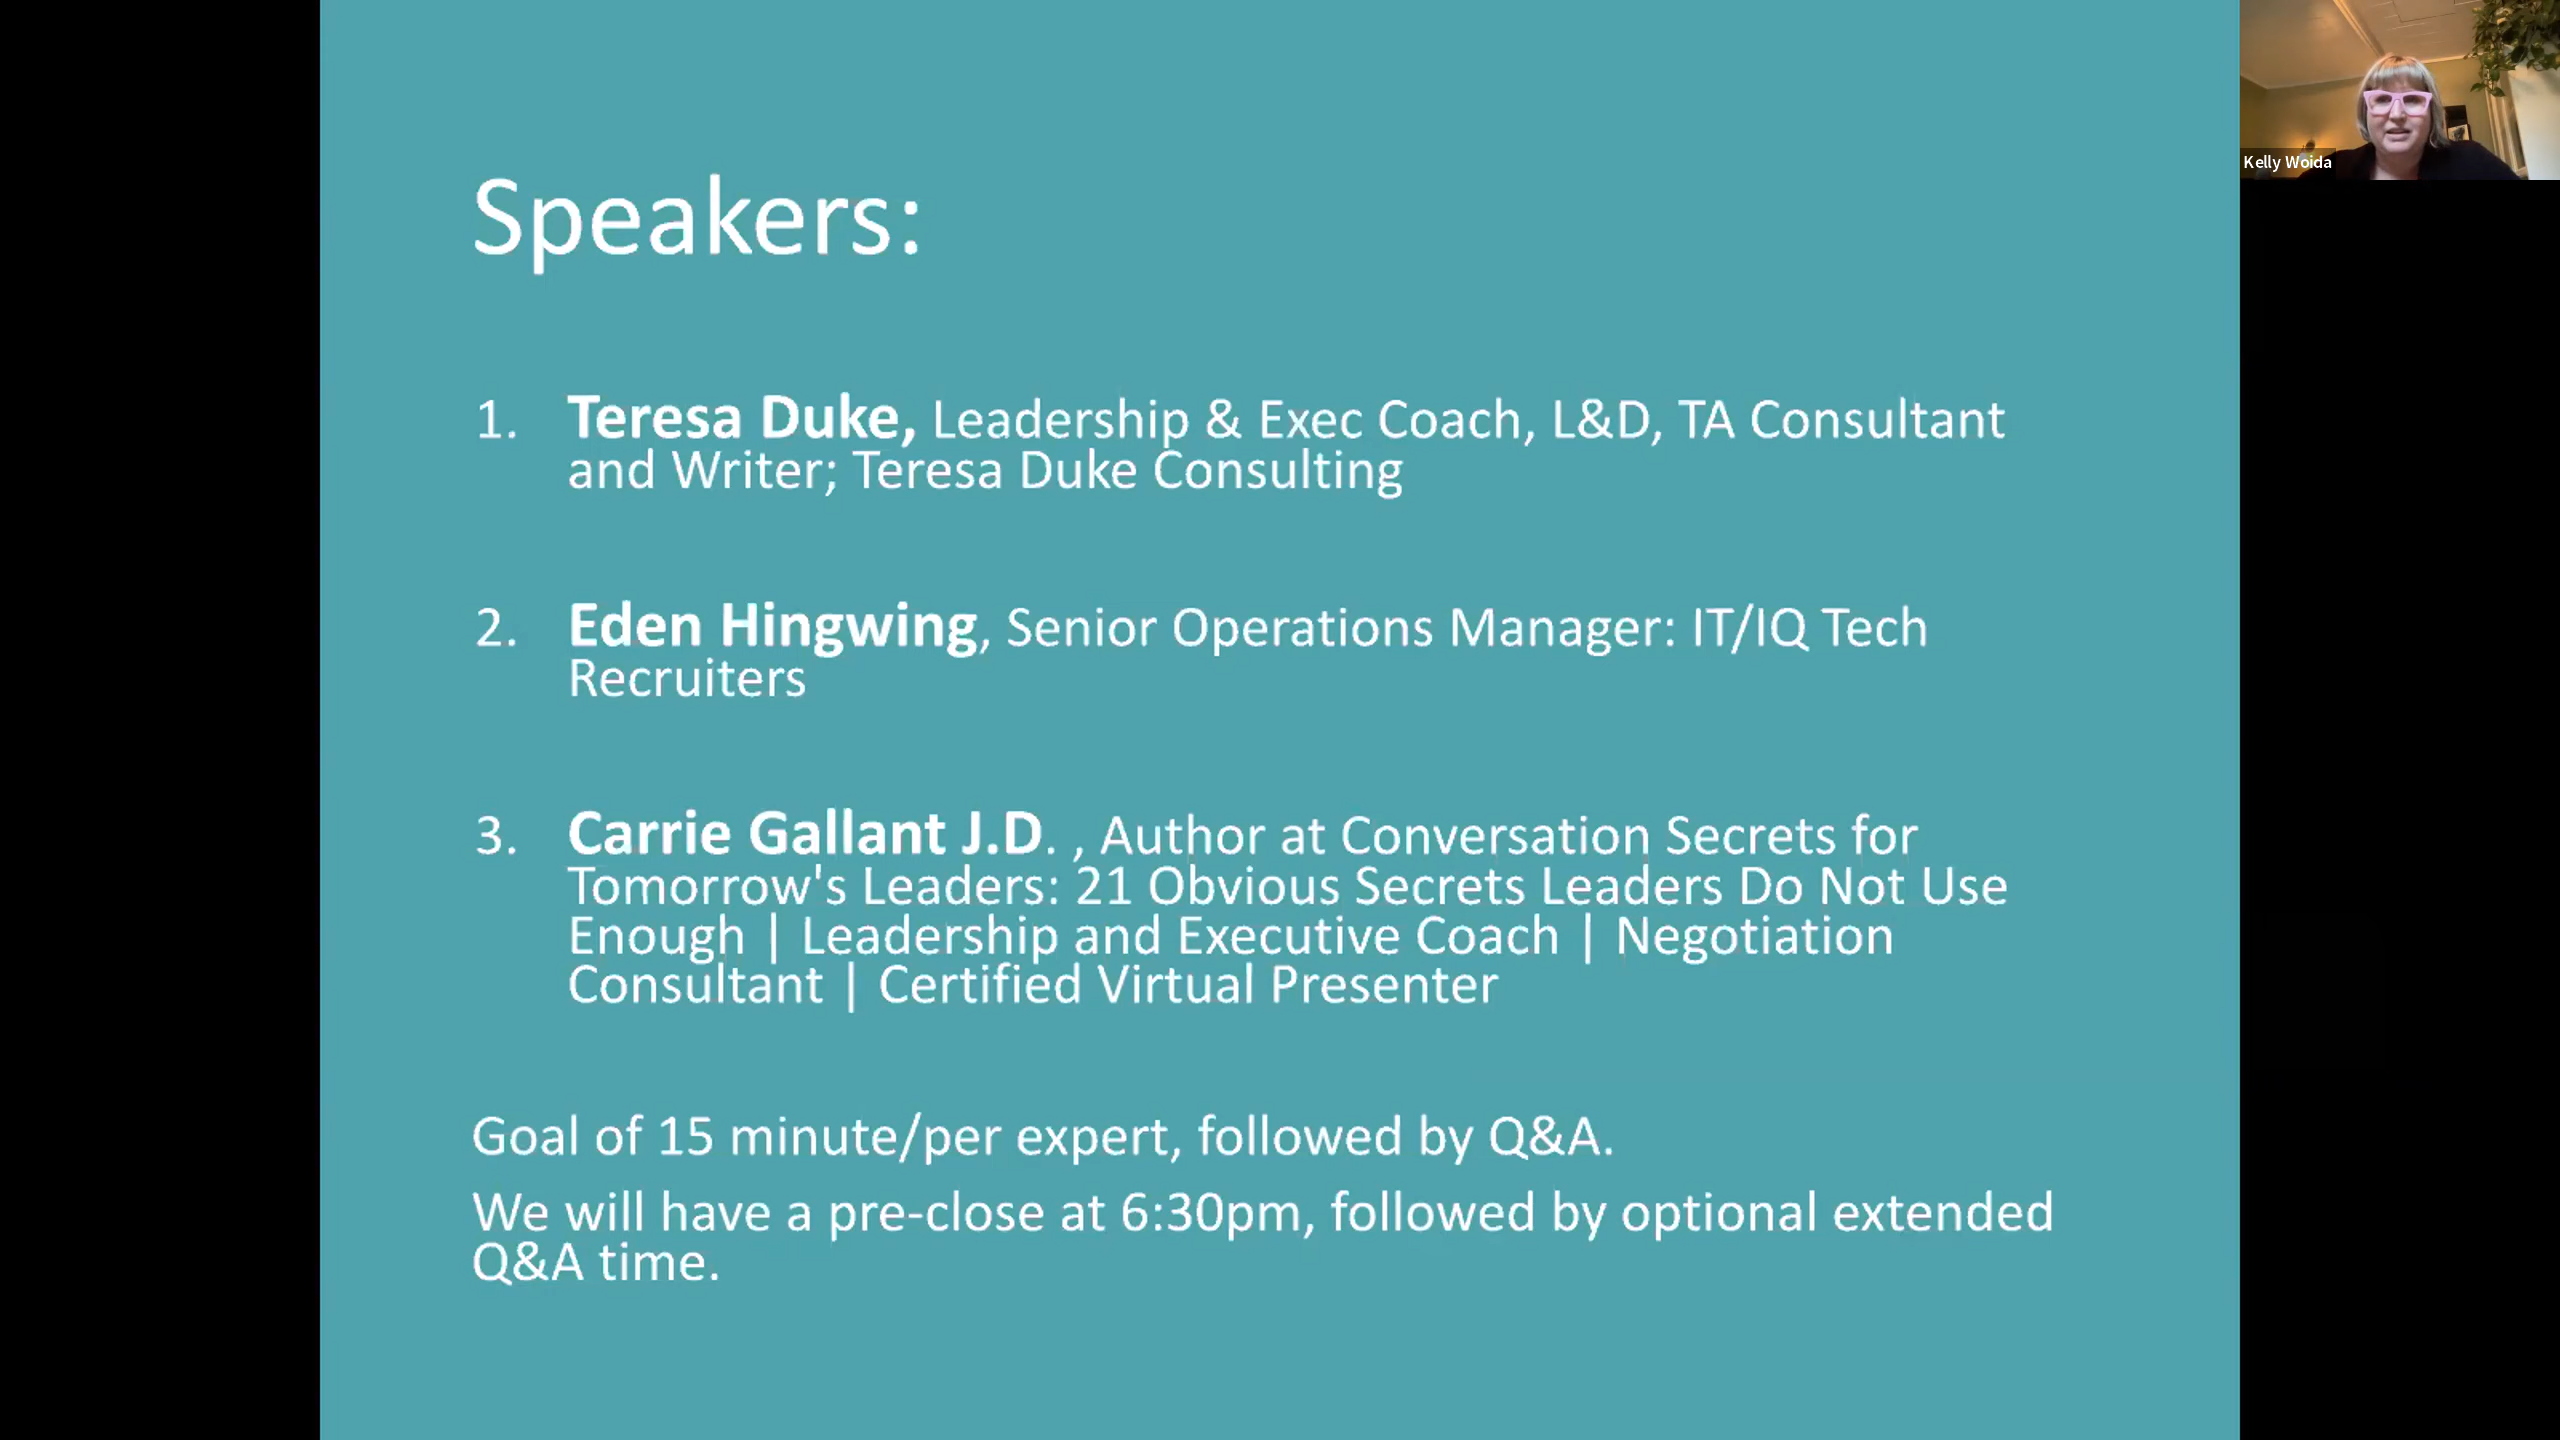 Speakers:
1. Teresa Duke, Leadership & Exec Coach, L&D, TA Consultant
and Writer; Teresa Duke Consulting
2. Eden Hingwing, Senior Operations Manager: IT/IQ Tech
Recruiters
3. Carrie Gallant J.D. , Author at Conversation Secrets for
Tomorrow's Leaders: 21 Obvious Secrets Leaders Do Not Use
Enough | Leadership and Executive Coach | Negotiation
Consultant | Certified Virtual Presenter
Goal of 15 minute/per expert, followed by Q&A.
We will have a pre-close at 6:30pm, followed by optional extended
Q&A time.
Kelly Woida